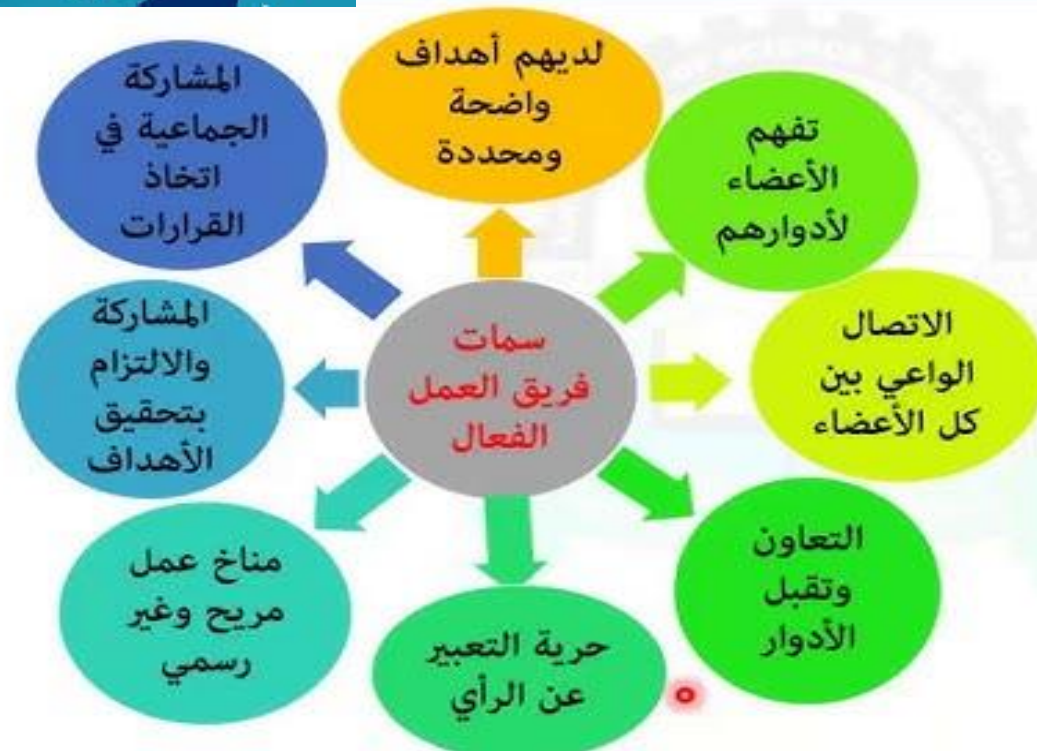 سمات
فريق العمل
الفعال
لديهم أهداف
واضحة
ومحددة
تفهم
الأعضاء
لأدوارهم
الاتصال
الواعي بين
كل الأعضاء
التعاون
وتقبل
الأدوار
حرية التعبير
عن الرأي
مناخ عمل
مريح وغير
رسمي
المشاركة
والالتزام
بتحقيق
الأهداف
المشاركة
الجماعية في
اتخاذ
القرارات